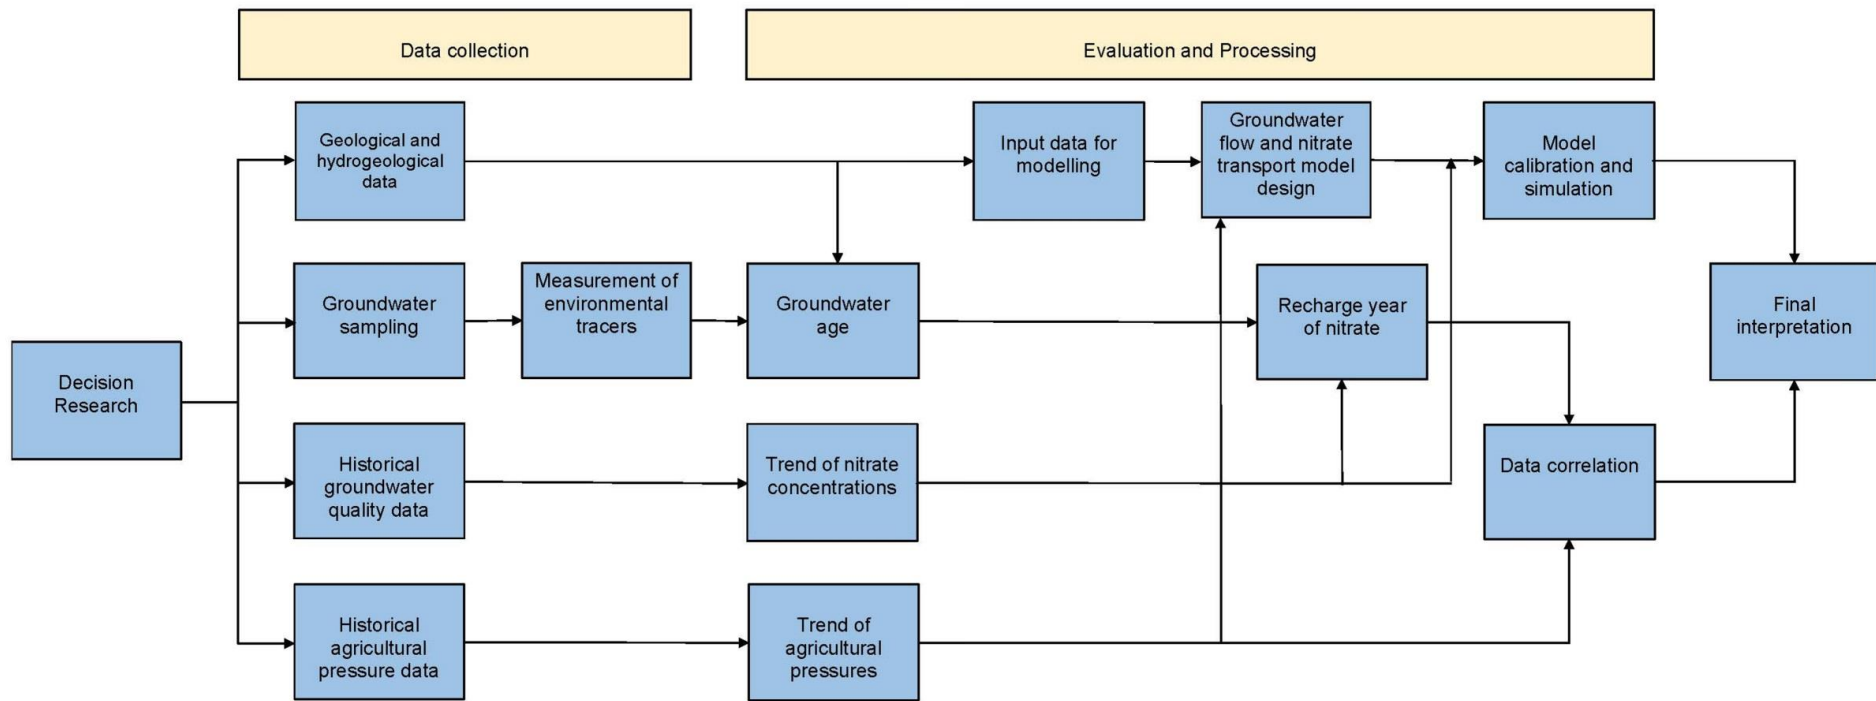 Data collection
Evaluation and Processing
Geological and
hydrogeological
data
Input data for
modelling
Groundwater
flow and nitrate
transport model
design
Model
calibration and
simulation
Groundwater
sampling
Measurement of
environmental
tracers
Groundwater
age
Recharge year
of nitrate
Final
interpretation
Decision
Research
Historical
groundwater
quality data
Trend of nitrate
concentrations
Data correlation
Historical
agricultural
pressure data
Trend of
agricultural
pressures